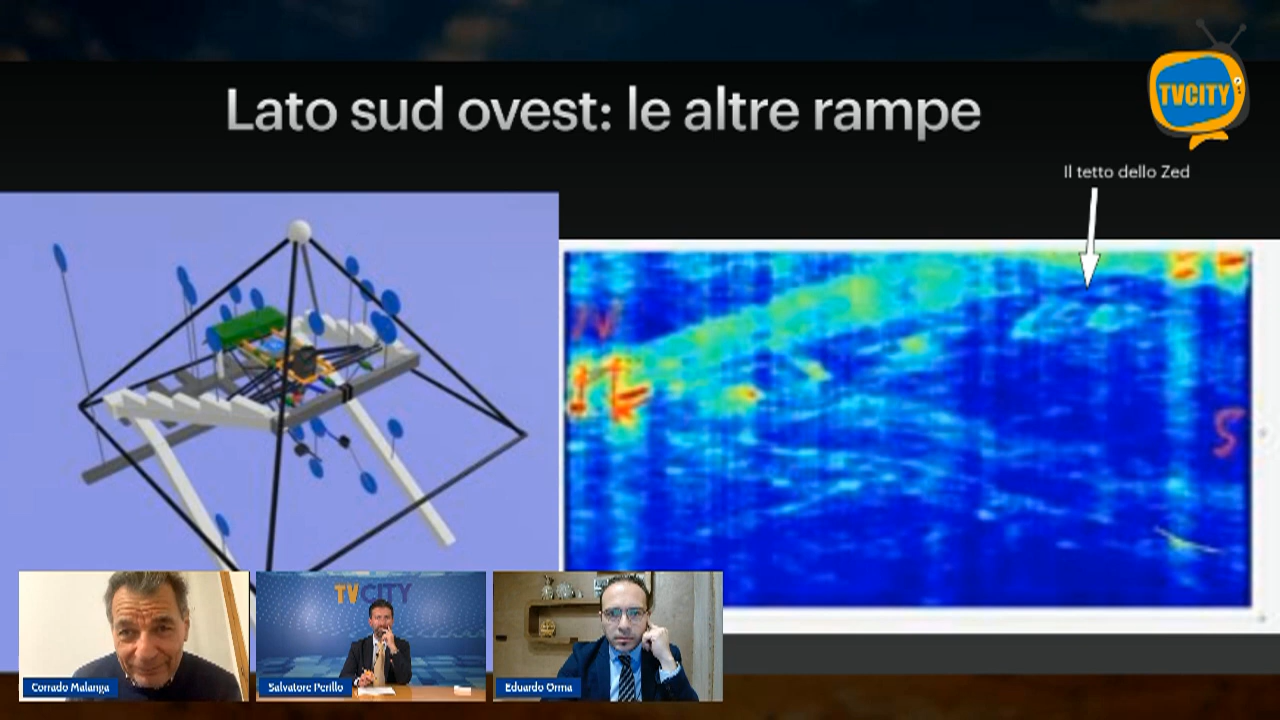 Lato sud ovest: le altre rampe
TVCITY
Il tetto dello Zed
N
S
TVCITY
Corrado Malanga
Salvatore Perillo
Eduardo Orma